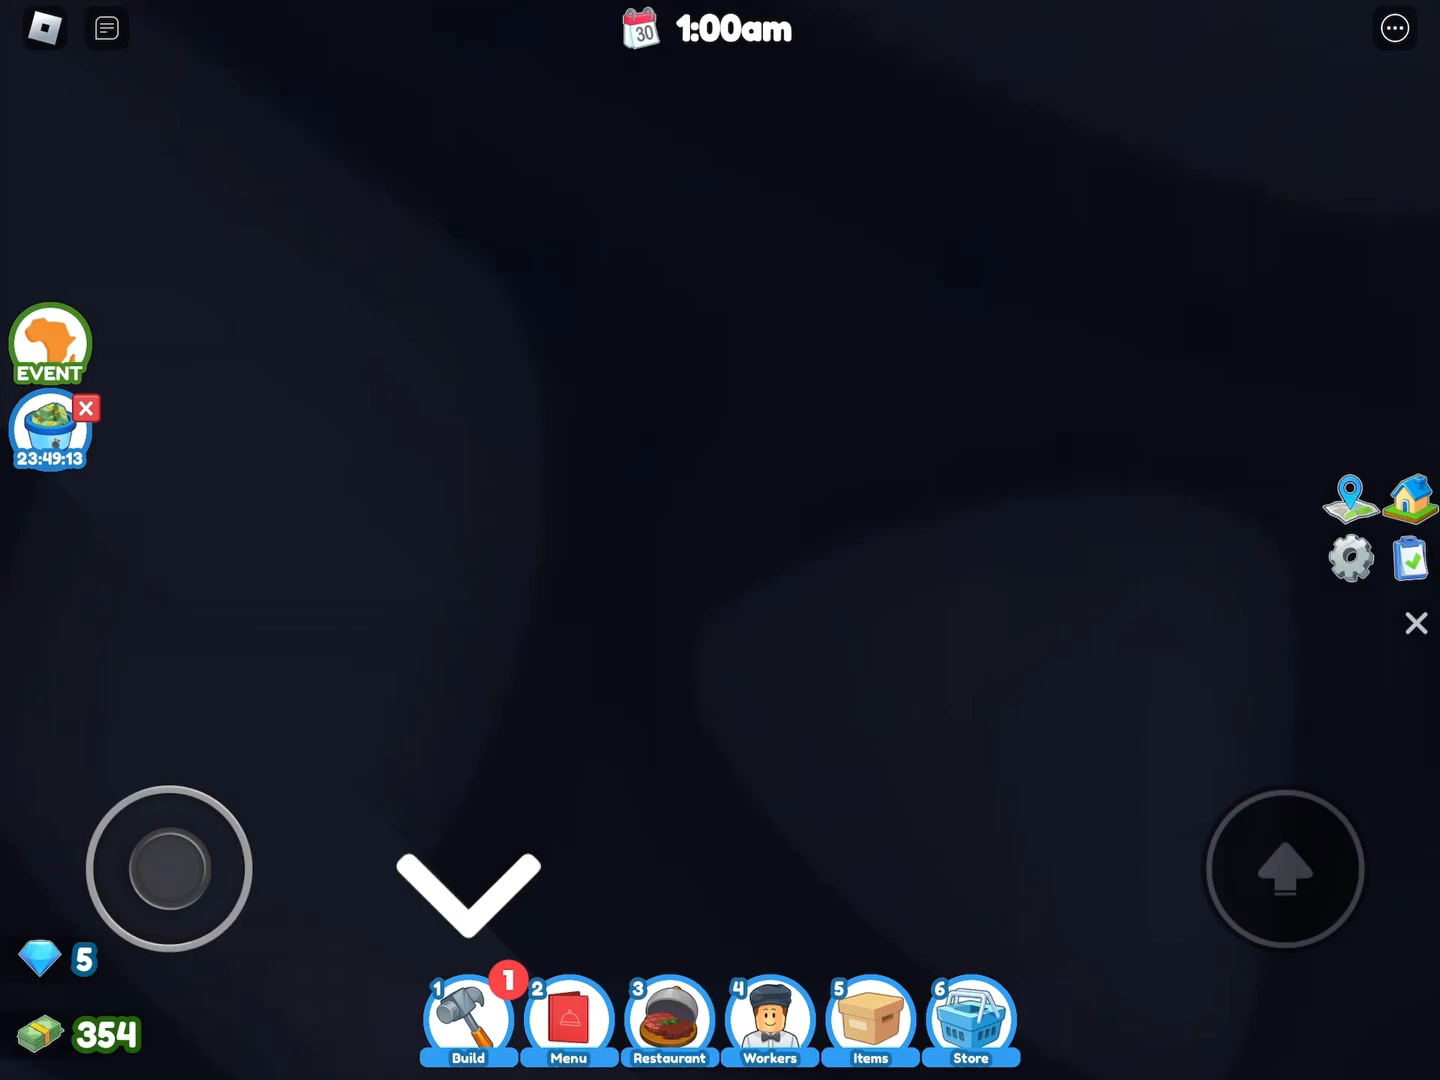 30
1:00am
EVENT
23:49:13
5
354
1
1
Build
2
Menu
3
Restaurant
4
Workers
5
Items
6
Store